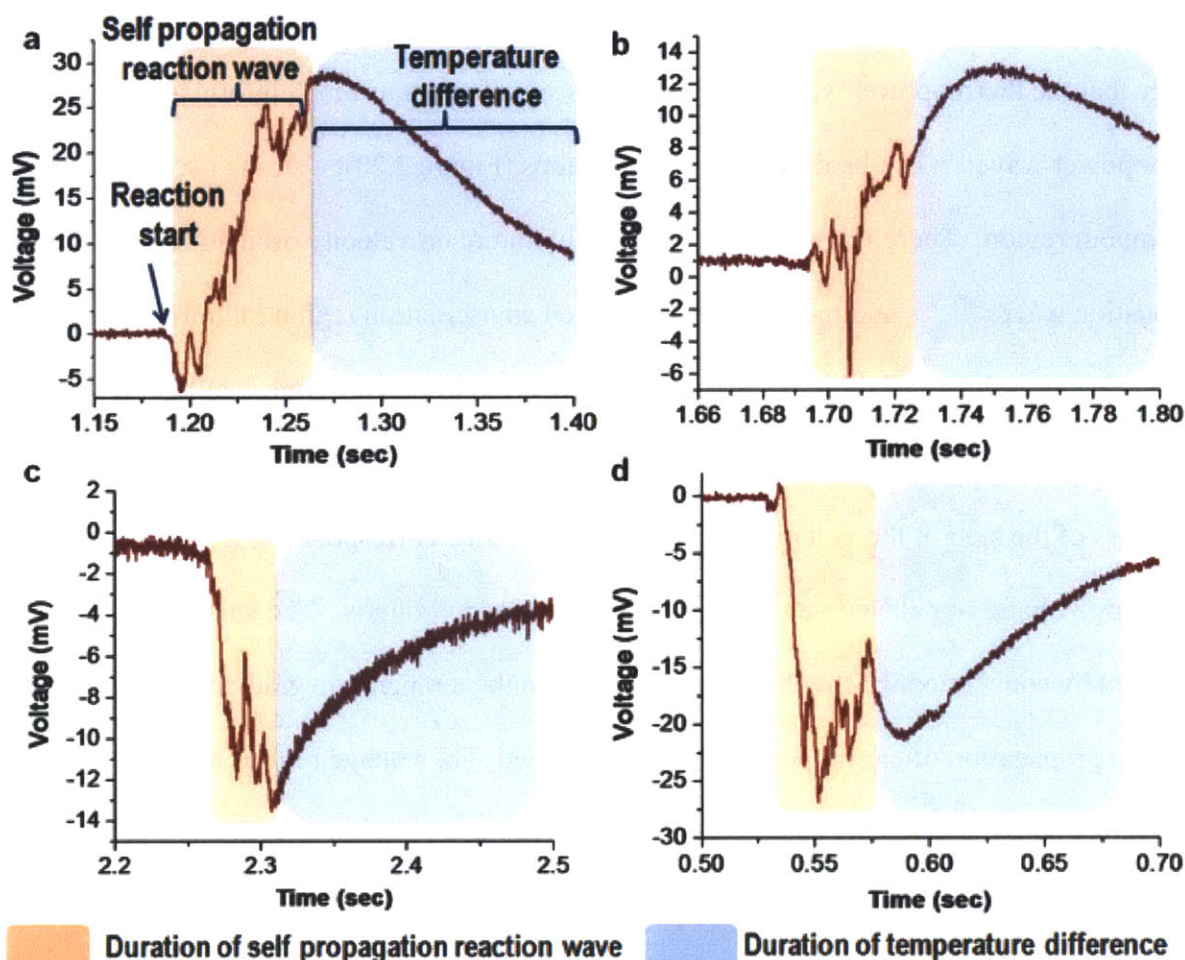 a
Self propagation
reaction wave
Temperature
difference
Reaction
start
Voltage (mV)
30
25
20
15
10
5
0
-5
1.15 1.20 1.25 1.30 1.35 1.40
Time (sec)
b
Voltage (mV)
14
12
10
8
6
4
2
0
-2
-4
-6
1.66 1.68 1.70 1.72 1.74 1.76 1.78 1.80
Time (sec)
c
Voltage (mV)
2
0
-2
-4
-6
-8
-10
-12
-14
2.2 2.3 2.4 2.5
Time (sec)
d
Voltage (mV)
0
-5
-10
-15
-20
-25
-30
0.50 0.55 0.60 0.65 0.70
Time (sec)
Duration of self propagation reaction wave
Duration of temperature difference